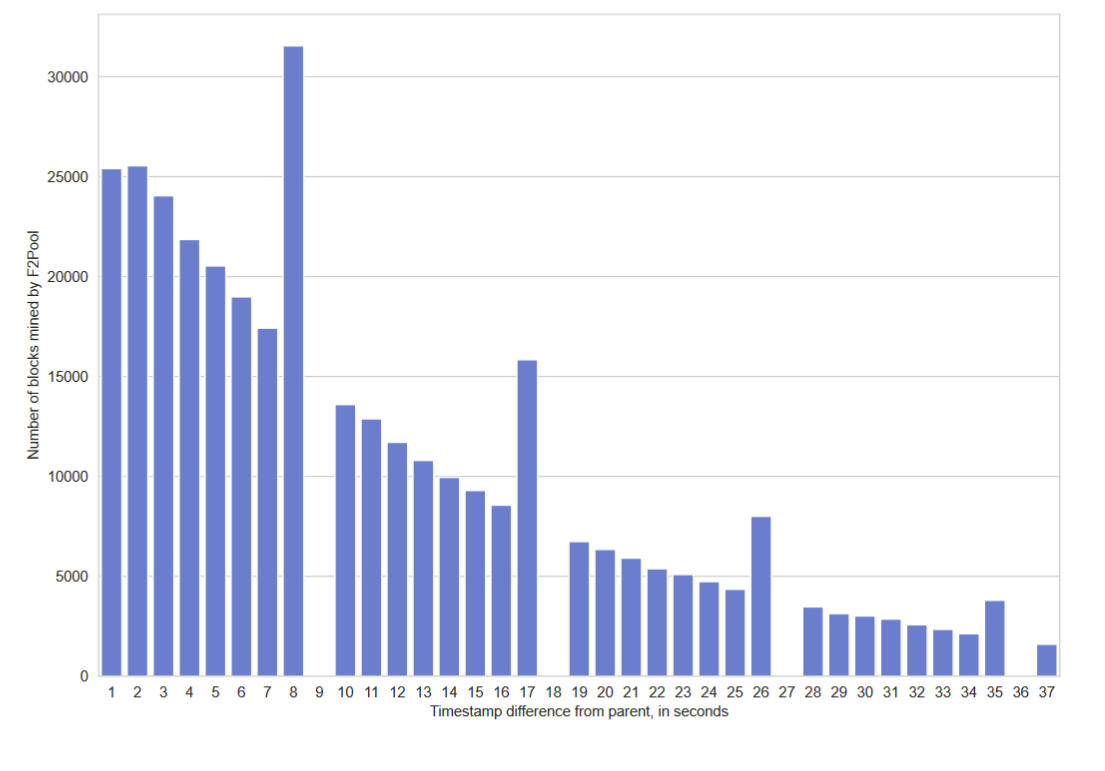 30000
25000
20000
15000
10000
5000
0
Number of blocks mined by F2Pool
1 2 3 4 5 6 7 8 9 10 11 12 13 14 15 16 17 18 19 20 21 22 23 24 25 26 27 28 29 30 31 32 33 34 35 36 37
Timestamp difference from parent, in seconds